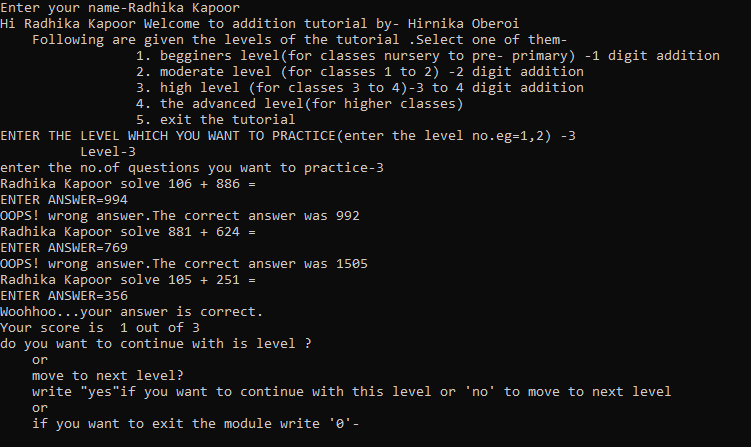 Enter your name-Radhika Kapoor
Hi Radhika Kapoor Welcome to addition tutorial by- Hirnika Oberoi
Following are given the levels of the tutorial .Select one of them-
1. begginers level(for classes nursery to pre- primary) -1 digit addition
2. moderate level (for classes 1 to 2) -2 digit addition
3. high level (for classes 3 to 4)-3 to 4 digit addition
4. the advanced level(for higher classes)
5. exit the tutorial
ENTER THE LEVEL WHICH YOU WANT TO PRACTICE(enter the level no.eg=1,2) -3
Level-3
enter the no.of questions you want to practice-3
Radhika Kapoor solve 106 + 886 =
ENTER ANSWER=994
OOPS! wrong answer.The correct answer was 992
Radhika Kapoor solve 881 + 624 =
ENTER ANSWER=769
OOPS! wrong answer.The correct answer was 1505
Radhika Kapoor solve 105 + 251 =
ENTER ANSWER=356
Woohhoo...your answer is correct.
Your score is  1 out of 3
do you want to continue with is level ?
or
move to next level?
write "yes"if you want to continue with this level or 'no' to move to next level
or
if you want to exit the module write '0'-